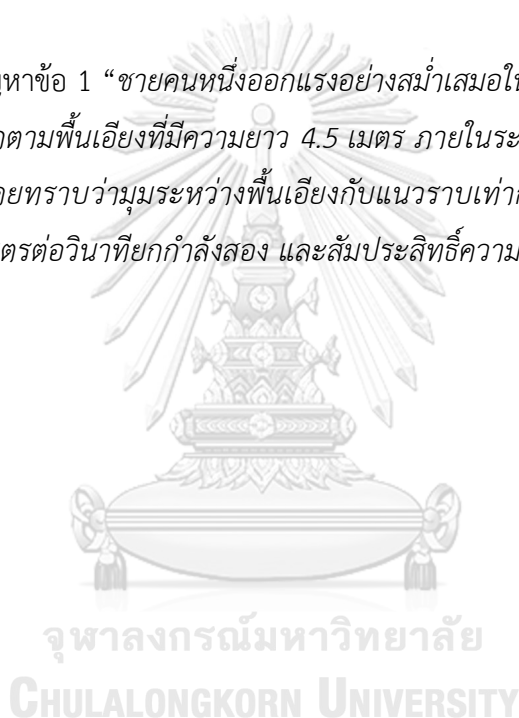 หาข้อ 1 “ชายคนหนึ่งออกแรงอย่างสม่ำเสมอใน
ตามพื้นเอียงที่มีความยาว 4.5 เมตร ภายในระ
ยทราบว่ามุมระหว่างพื้นเอียงกับแนวราบเท่า
ตรต่อวินาทียกกำลังสอง และสัมประสิทธิ์ความ
จุฬาลงกรณ์มหาวิทยาลัย
CHULALONGKORN UNIVERSITY